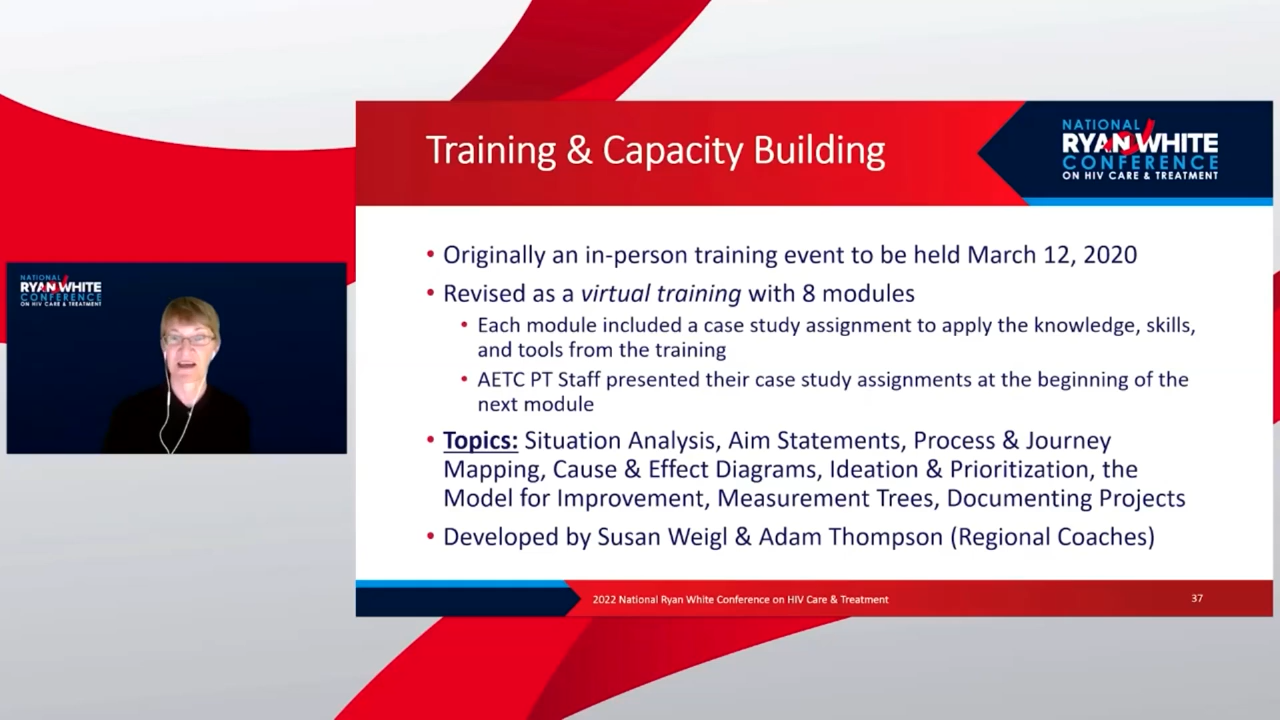 Training & Capacity Building
NATIONAL
RYAN WHITE
CONFERENCE
ON HIV CARE & TREATMENT
• Originally an in-person training event to be held March 12, 2020
• Revised as a virtual training with 8 modules
• Each module included a case study assignment to apply the knowledge, skills,
and tools from the training
• AETC PT Staff presented their case study assignments at the beginning of the
next module
• Topics: Situation Analysis, Aim Statements, Process & Journey
Mapping, Cause & Effect Diagrams, Ideation & Prioritization, the
Model for Improvement, Measurement Trees, Documenting Projects
• Developed by Susan Weigl & Adam Thompson (Regional Coaches)
2022 National Ryan White Conference on HIV Care & Treatment
37
NATIONAL
RYAN WHITE
CONFERENCE
ON HIV CARE & TREATMENT